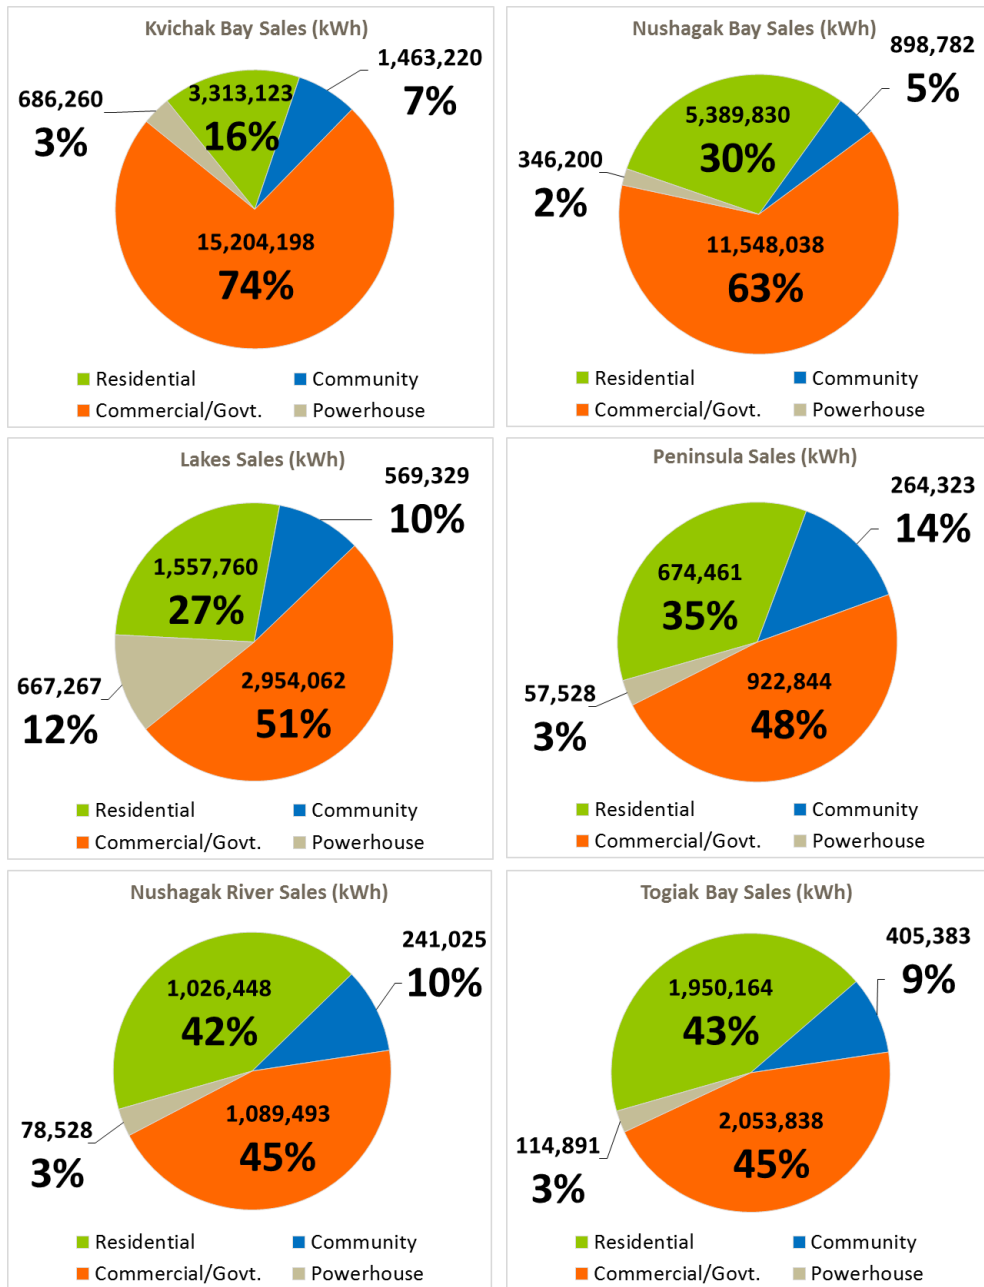 Kvichak Bay Sales (kWh)
1,463,220
7%
686,260
3%
3,313,123
16%
15,204,198
74%
Residential
Community
Commercial/Govt.
Powerhouse
Nushagak Bay Sales (kWh)
898,782
5%
5,389,830
30%
346,200
2%
11,548,038
63%
Residential
Community
Commercial/Govt.
Powerhouse
Lakes Sales (kWh)
569,329
10%
1,557,760
27%
667,267
12%
2,954,062
51%
Residential
Community
Commercial/Govt.
Powerhouse
Peninsula Sales (kWh)
264,323
14%
674,461
35%
57,528
3%
922,844
48%
Residential
Community
Commercial/Govt.
Powerhouse
Nushagak River Sales (kWh)
241,025
10%
1,026,448
42%
78,528
3%
1,089,493
45%
Residential
Community
Commercial/Govt.
Powerhouse
Togiak Bay Sales (kWh)
405,383
9%
1,950,164
43%
114,891
3%
2,053,838
45%
Residential
Community
Commercial/Govt.
Powerhouse